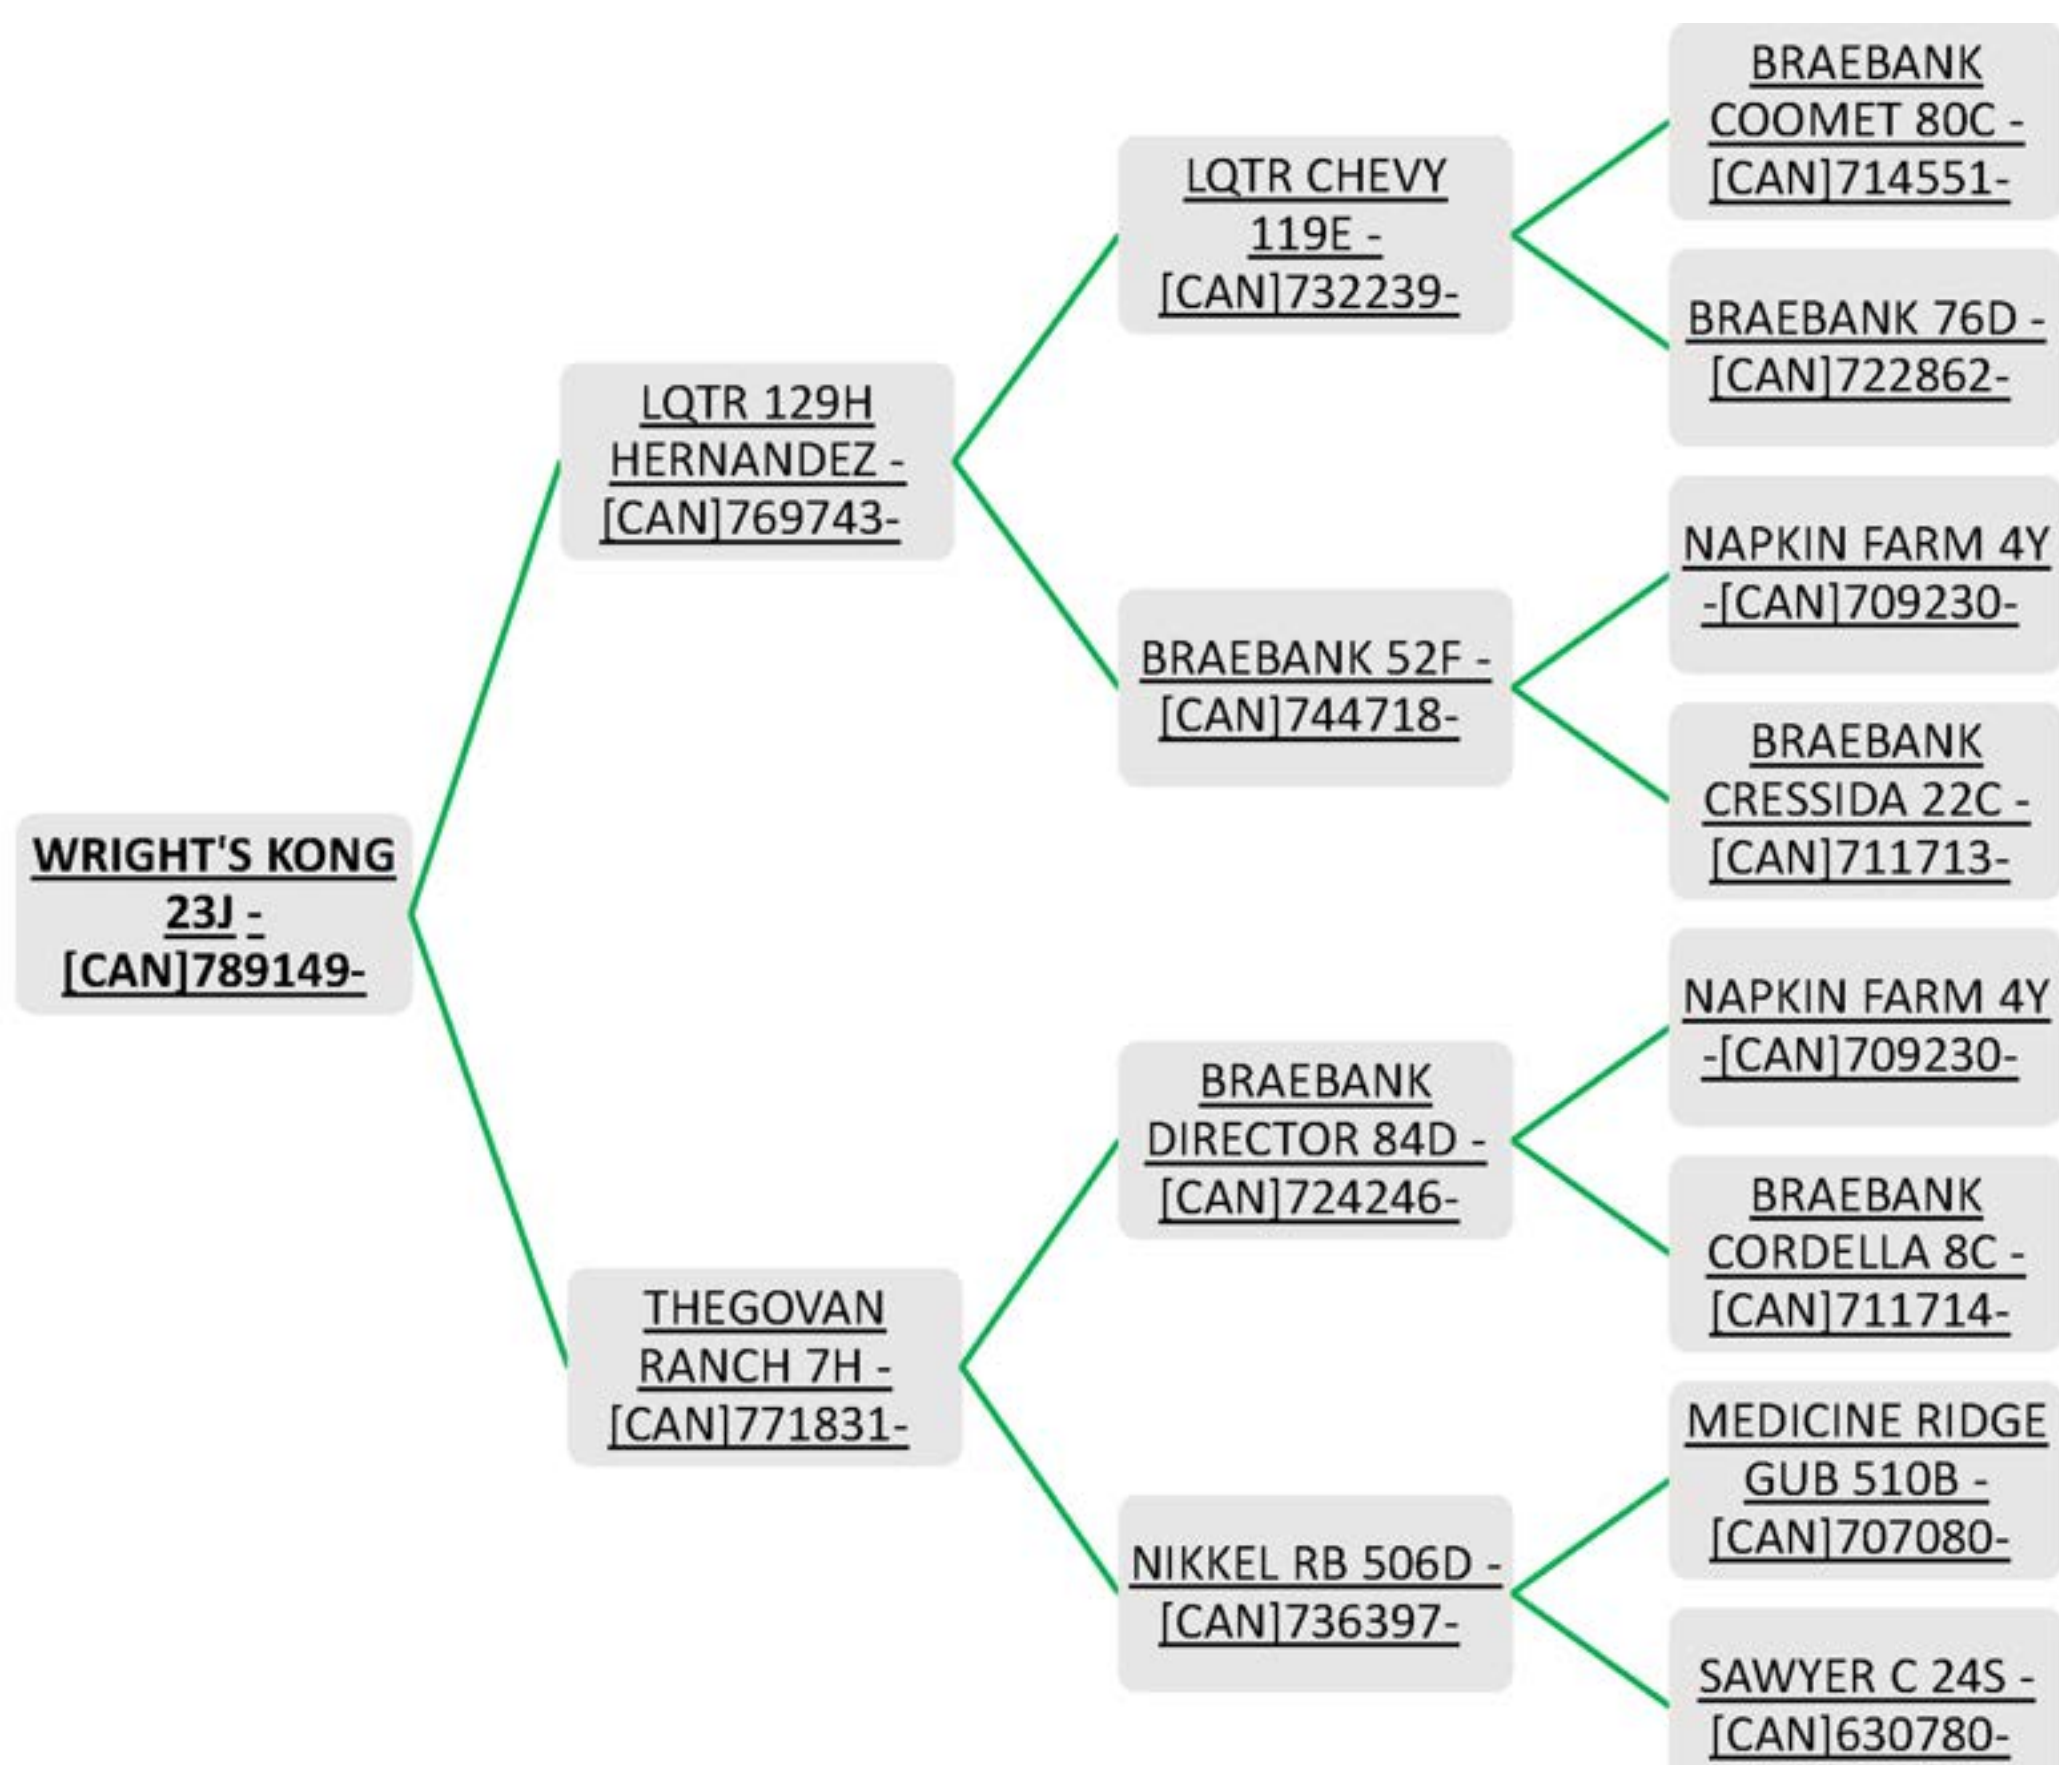 BRAEBANK
COOMET 80C -
[CAN]714551-
LQTR CHEVY
119E -
[CAN]732239-
BRAEBANK 76D -
[CAN]722862-
LQTR 129H
HERNANDEZ -
[CAN]769743-
NAPKIN FARM 4Y
-[CAN]709230-
BRAEBANK 52F -
[CAN]744718-
BRAEBANK
CRESSIDA 22C -
[CAN]711713-
WRIGHT'S KONG
23J -
[CAN]789149-
NAPKIN FARM 4Y
-[CAN]709230-
BRAEBANK
DIRECTOR 84D -
[CAN]724246-
BRAEBANK
CORDELLA 8C -
[CAN]711714-
THEGOVAN
RANCH 7H -
[CAN]771831-
MEDICINE RIDGE
GUB 510B -
[CAN]707080-
NIKKEL RB 506D -
[CAN]736397-
SAWYER C 24S -
[CAN]630780-